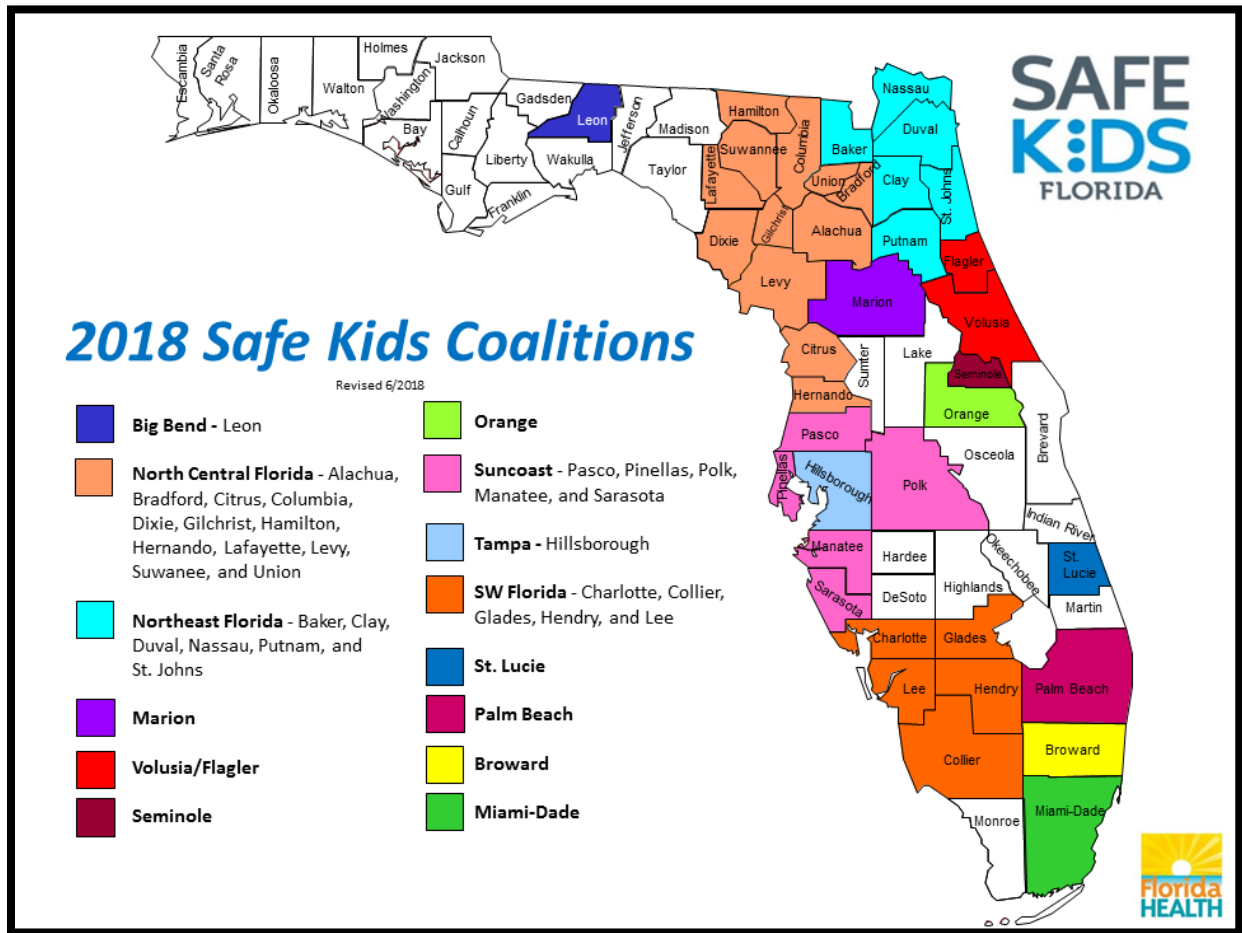 Escambia
Santa
Rosa
Okaloosa
Walton
Holmes
Washington
Jackson
Bay
Calhoun
Gulf
Liberty
Gadsden
Franklin
Leon
Wakulla
Jefferson
Madison
Taylor
Hamilton
Suwannee
Lafayette
Columbia
Baker
Nassau
Duval
Union
Bradford
Clay
St. Johns
Dixie
Gilchrist
Alachua
Putnam
Flagler
Levy
Marion
Volusia
Citrus
Sumter
Lake
Seminole
Hernando
Orange
Pasco
Brevard
Osceola
Pinellas
Hillsborough
Polk
Indian River
Manatee
Hardee
Okeechobee
St.
Lucie
Highlands
Sarasota
DeSoto
Martin
Charlotte
Glades
Lee
Hendry
Palm Beach
Collier
Broward
Monroe
Miami-Dade
SAFE
KIDS
FLORIDA
2018 Safe Kids Coalitions
Revised 6/2018
Big Bend - Leon
North Central Florida - Alachua,
Bradford, Citrus, Columbia,
Dixie, Gilchrist, Hamilton,
Hernando, Lafayette, Levy,
Suwanee, and Union
Northeast Florida - Baker, Clay,
Duval, Nassau, Putnam, and
St. Johns
Marion
Volusia/Flagler
Seminole
Orange
Suncoast - Pasco, Pinellas, Polk,
Manatee, and Sarasota
Tampa - Hillsborough
SW Florida - Charlotte, Collier,
Glades, Hendry, and Lee
St. Lucie
Palm Beach
Broward
Miami-Dade
Florida
HEALTH